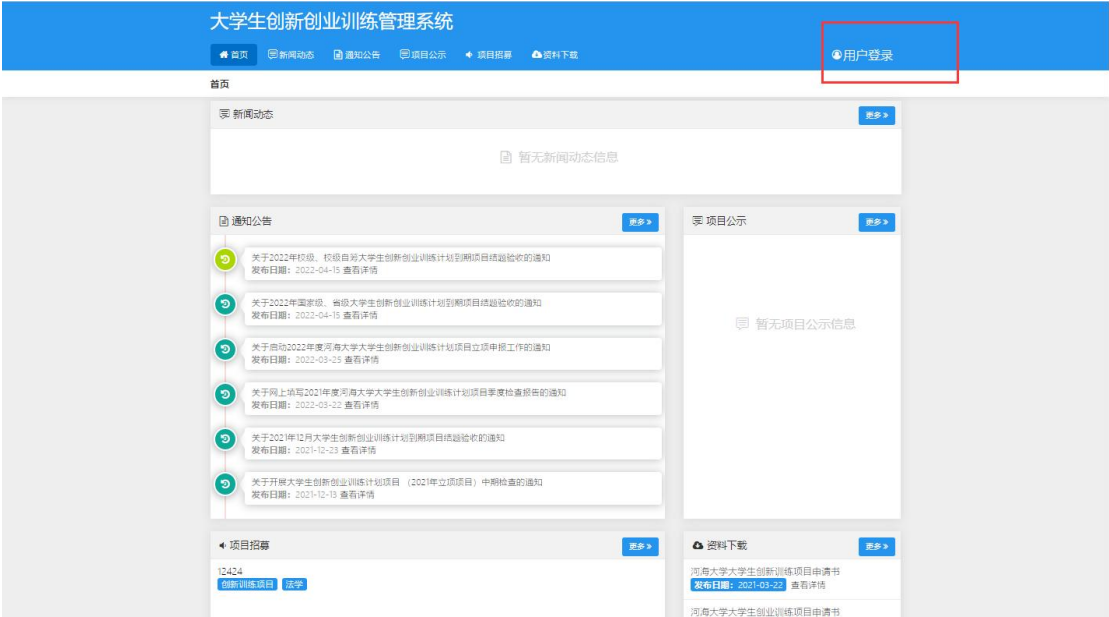 大学生创新创业训练管理系统
首页 新闻动态 通知公告 项目公示 项目招募 资料下载 用户登录
首页
新闻动态 更多
暂无新闻动态信息
通知公告 更多
关于2022年校级、校级自筹大学生创新创业训练计划到期项目结题验收的通知
发布日期：2022-04-15 查看详情
关于2022年国家级、省级大学生创新创业训练计划到期项目结题验收的通知
发布日期：2022-04-15 查看详情
关于启动2022年度河海大学大学生创新创业训练计划项目立项申报工作的通知
发布日期：2022-03-25 查看详情
关于网上填写2021年度河海大学大学生创新创业训练计划项目季度检查报告的通知
发布日期：2022-03-22 查看详情
关于2021年12月大学生创新创业训练计划到期项目结题验收的通知
发布日期：2021-12-23 查看详情
关于开展大学生创新创业训练计划项目 （2021年立项项目）中期检查的通知
发布日期：2021-12-13 查看详情
项目公示 更多
暂无项目公示信息
项目招募 更多
12424
创新训练项目 法学
资料下载 更多
河海大学大学生创新训练项目申请书
发布日期：2021-03-22 查看详情
河海大学大学生创业训练项目申请书